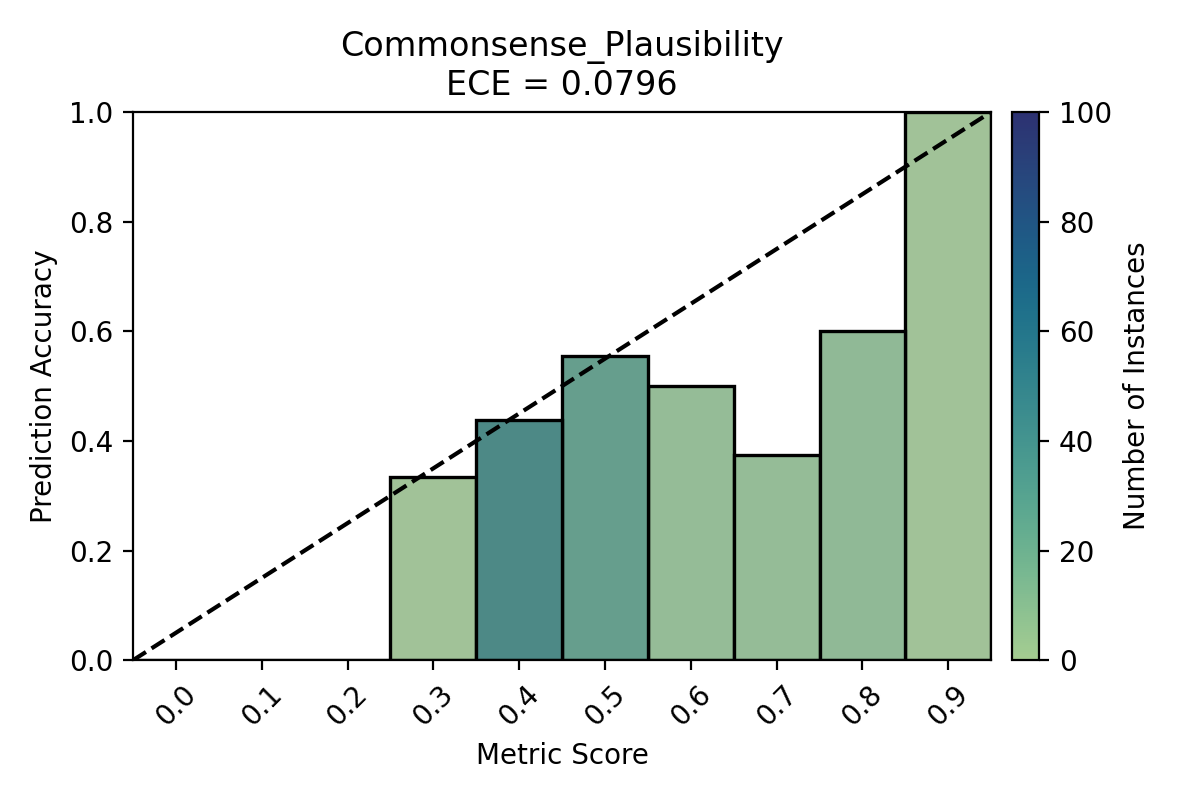 Commonsense_Plausibility
ECE = 0.0796
Prediction Accuracy
1.0
0.8
0.6
0.4
0.2
0.0
0.0 0.1 0.2 0.3 0.4 0.5 0.6 0.7 0.8 0.9
Metric Score
100
80
60
40
20
0
Number of Instances